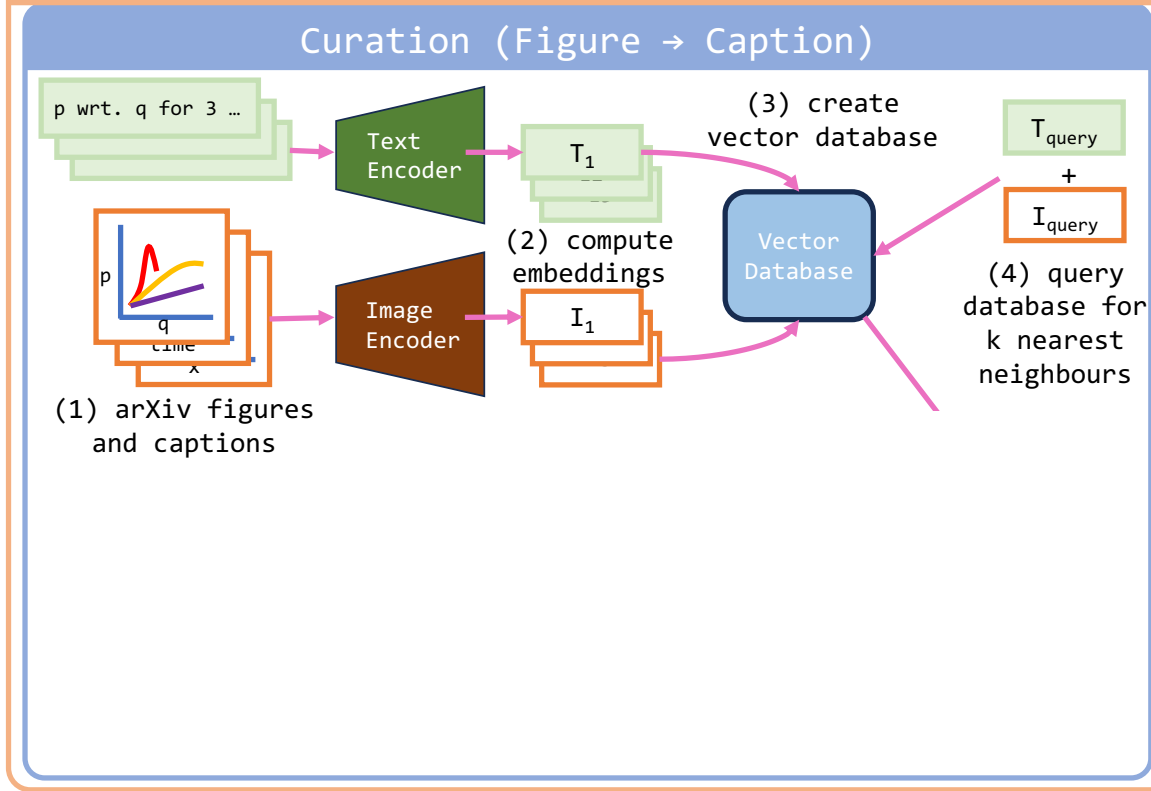 Curation (Figure → Caption)
p wrt. q for 3 …
Text
Encoder
T1
(3) create
vector database
Tquery
+
Iquery
Vector
Database
(2) compute
embeddings
p
q
time
x
Image
Encoder
I1
(4) query
database for
k nearest
neighbours
(1) arXiv figures
and captions